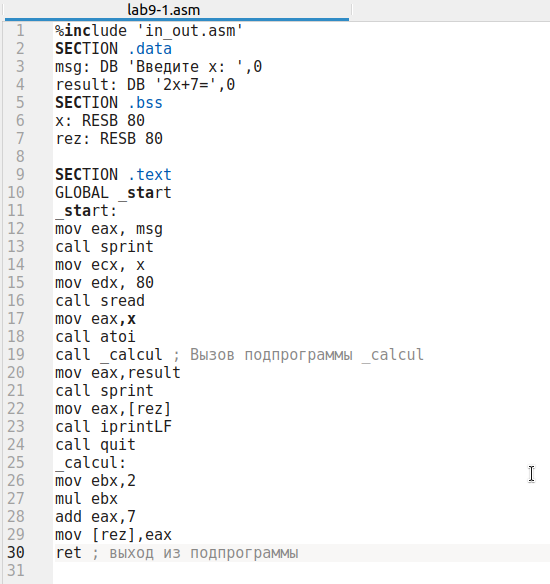 lab9-1.asm
1 %include 'in_out.asm'
2 SECTION .data
3 msg: DB 'Введите x: ',0
4 result: DB '2x+7=',0
5 SECTION .bss
6 x: RESB 80
7 rez: RESB 80
8
9 SECTION .text
10 GLOBAL _start
11 _start:
12 mov eax, msg
13 call sprint
14 mov ecx, x
15 mov edx, 80
16 call sread
17 mov eax,x
18 call atoi
19 call _calcul ; Вызов подпрограммы _calcul
20 mov eax,result
21 call sprint
22 mov eax,[rez]
23 call iprintLF
24 call quit
25 _calcul:
26 mov ebx,2
27 mul ebx
28 add eax,7
29 mov [rez],eax
30 ret ; выход из подпрограммы
31